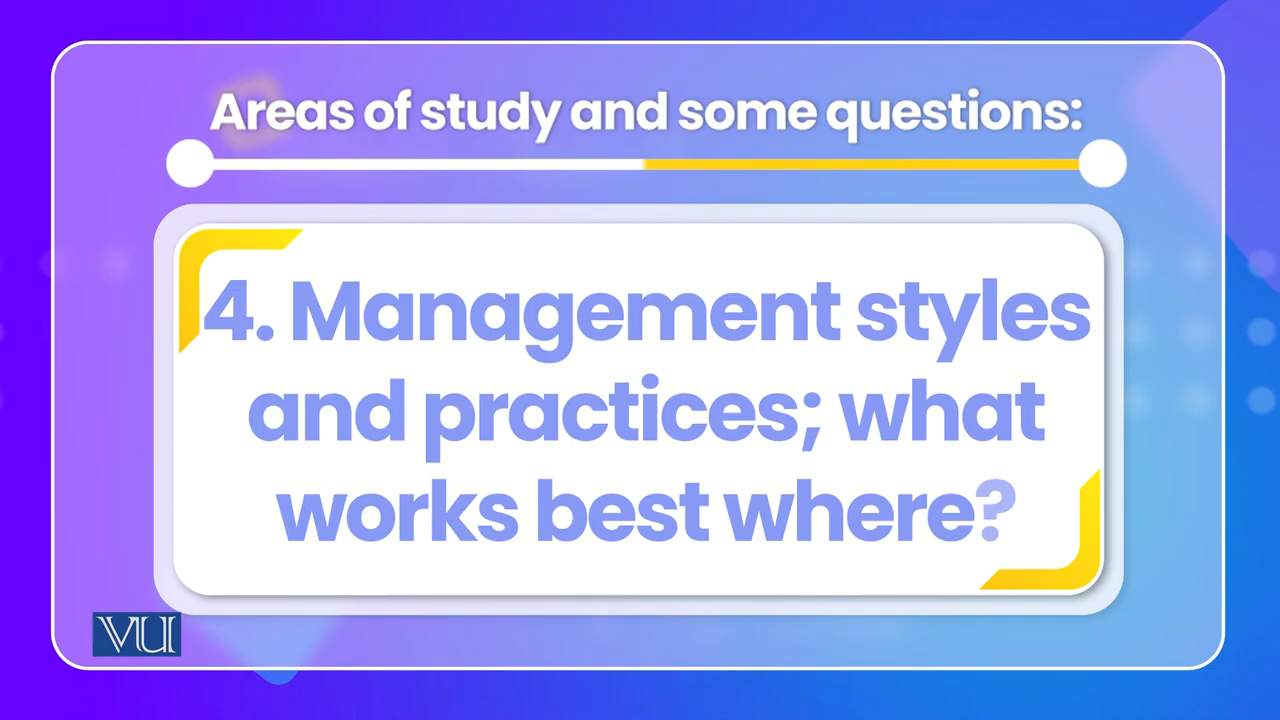 Areas of study and some questions:
4. Management styles
and practices; what
works best where?
VU